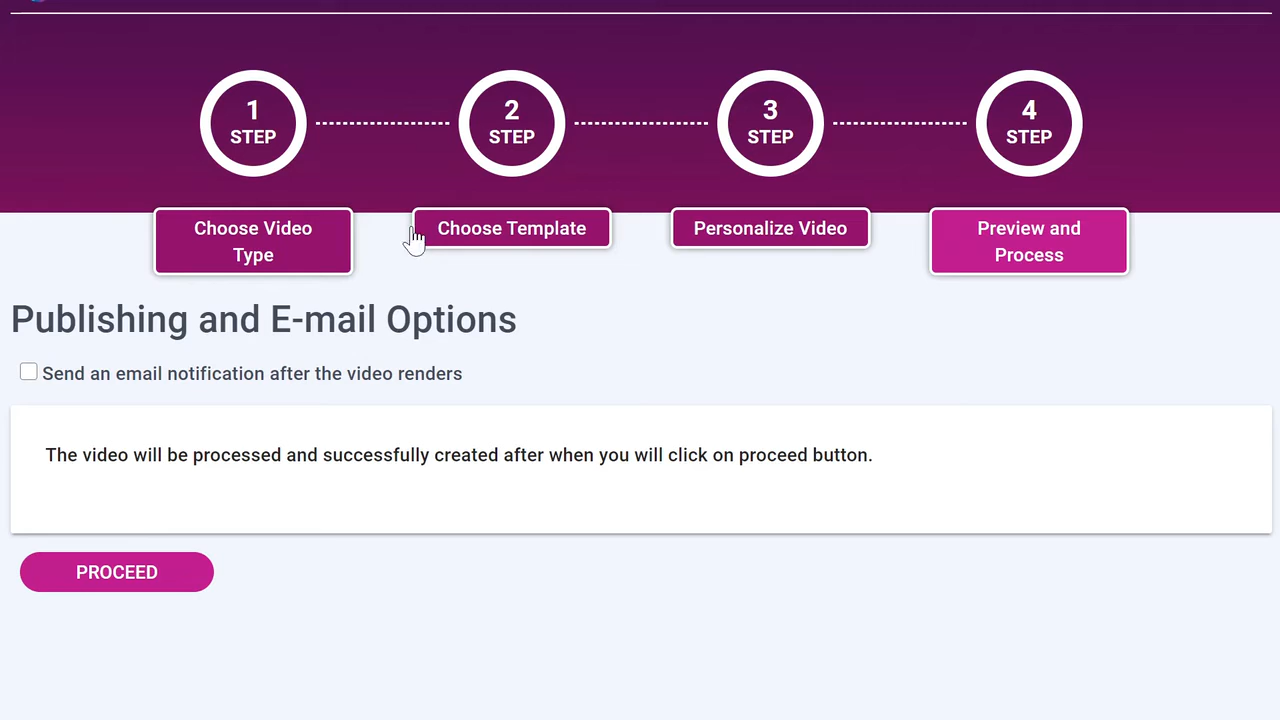 1
STEP
2
STEP
3
STEP
4
STEP
Choose Video
Type
Choose Template
Personalize Video
Preview and
Process
Publishing and E-mail Options
Send an email notification after the video renders
The video will be processed and successfully created after when you will click on proceed button.
PROCEED